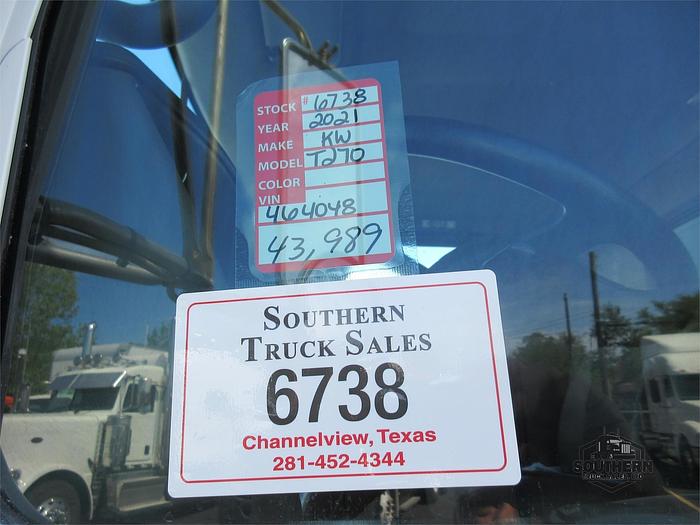 STOCK # 6738
YEAR 2021
MAKE KW
MODEL T270
COLOR
VIN
464048
43,989
SOUTHERN
TRUCK SALES
6738
Channelview, Texas
281-452-4344
SOUTHERN